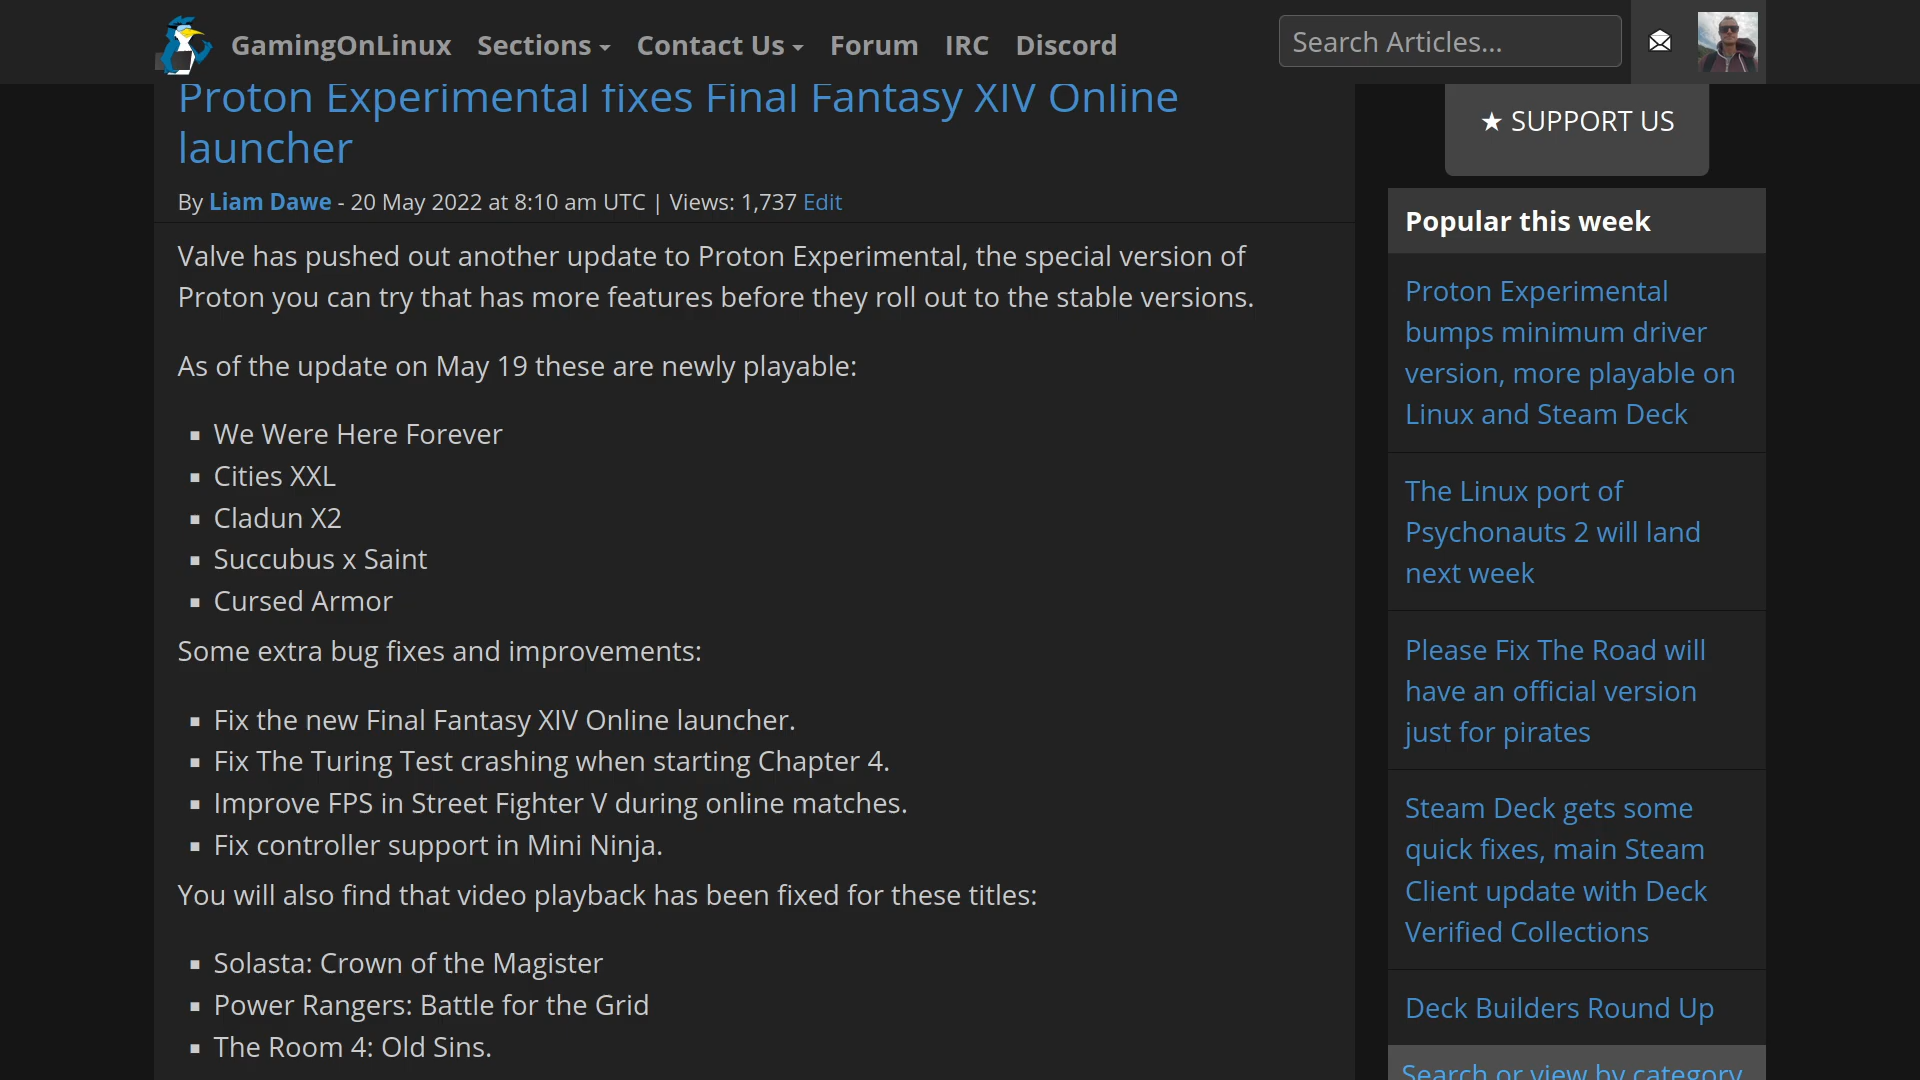 GamingOnLinux Sections Contact Us Forum IRC Discord Search Articles...
Proton Experimental fixes Final Fantasy XIV Online
launcher
By Liam Dawe - 20 May 2022 at 8:10 am UTC | Views: 1,737 Edit
Valve has pushed out another update to Proton Experimental, the special version of
Proton you can try that has more features before they roll out to the stable versions.
As of the update on May 19 these are newly playable:
▪ We Were Here Forever
▪ Cities XXL
▪ Cladun X2
▪ Succubus x Saint
▪ Cursed Armor
Some extra bug fixes and improvements:
▪ Fix the new Final Fantasy XIV Online launcher.
▪ Fix The Turing Test crashing when starting Chapter 4.
▪ Improve FPS in Street Fighter V during online matches.
▪ Fix controller support in Mini Ninja.
You will also find that video playback has been fixed for these titles:
▪ Solasta: Crown of the Magister
▪ Power Rangers: Battle for the Grid
▪ The Room 4: Old Sins.
★ SUPPORT US
Popular this week
Proton Experimental
bumps minimum driver
version, more playable on
Linux and Steam Deck
The Linux port of
Psychonauts 2 will land
next week
Please Fix The Road will
have an official version
just for pirates
Steam Deck gets some
quick fixes, main Steam
Client update with Deck
Verified Collections
Deck Builders Round Up
Search or view by category